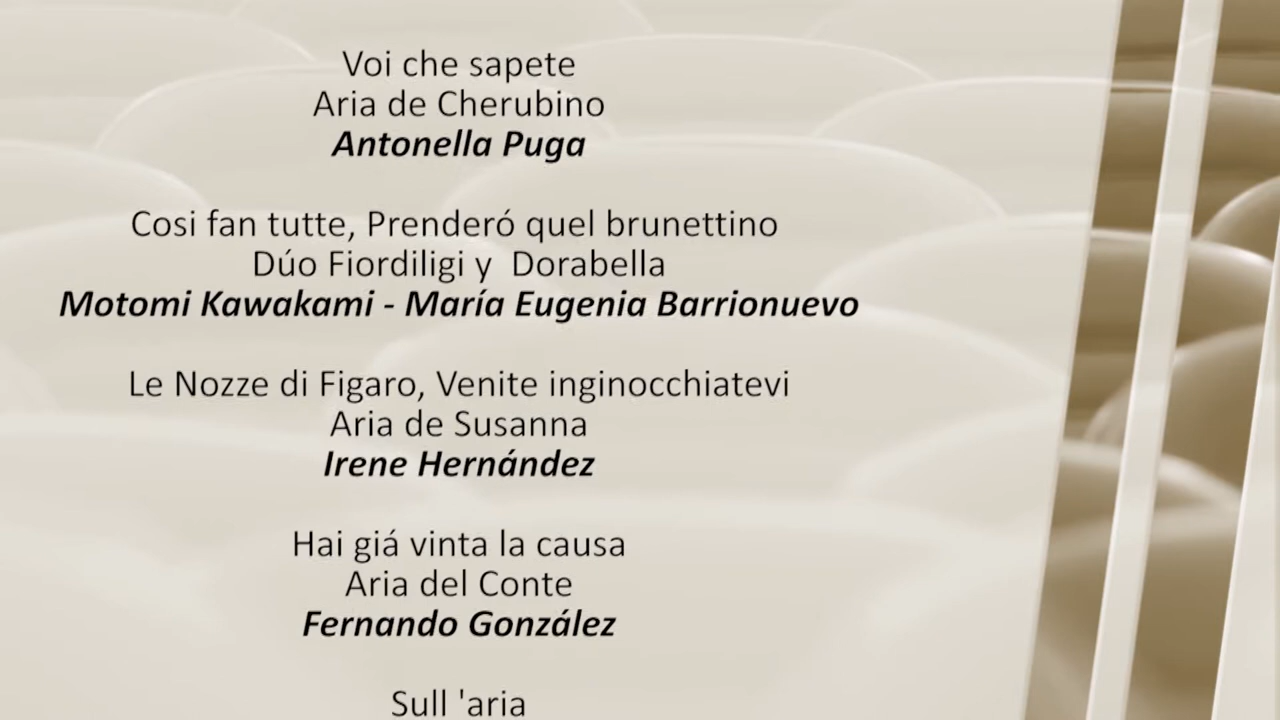 Voi che sapete
Aria de Cherubino
Antonella Puga
Cosi fan tutte, Prenderó quel brunettino
Dúo Fiordiligi y  Dorabella
Motomi Kawakami - María Eugenia Barrionuevo
Le Nozze di Figaro, Venite inginocchiatevi
Aria de Susanna
Irene Hernández
Hai giá vinta la causa
Aria del Conte
Fernando González
Sull 'aria